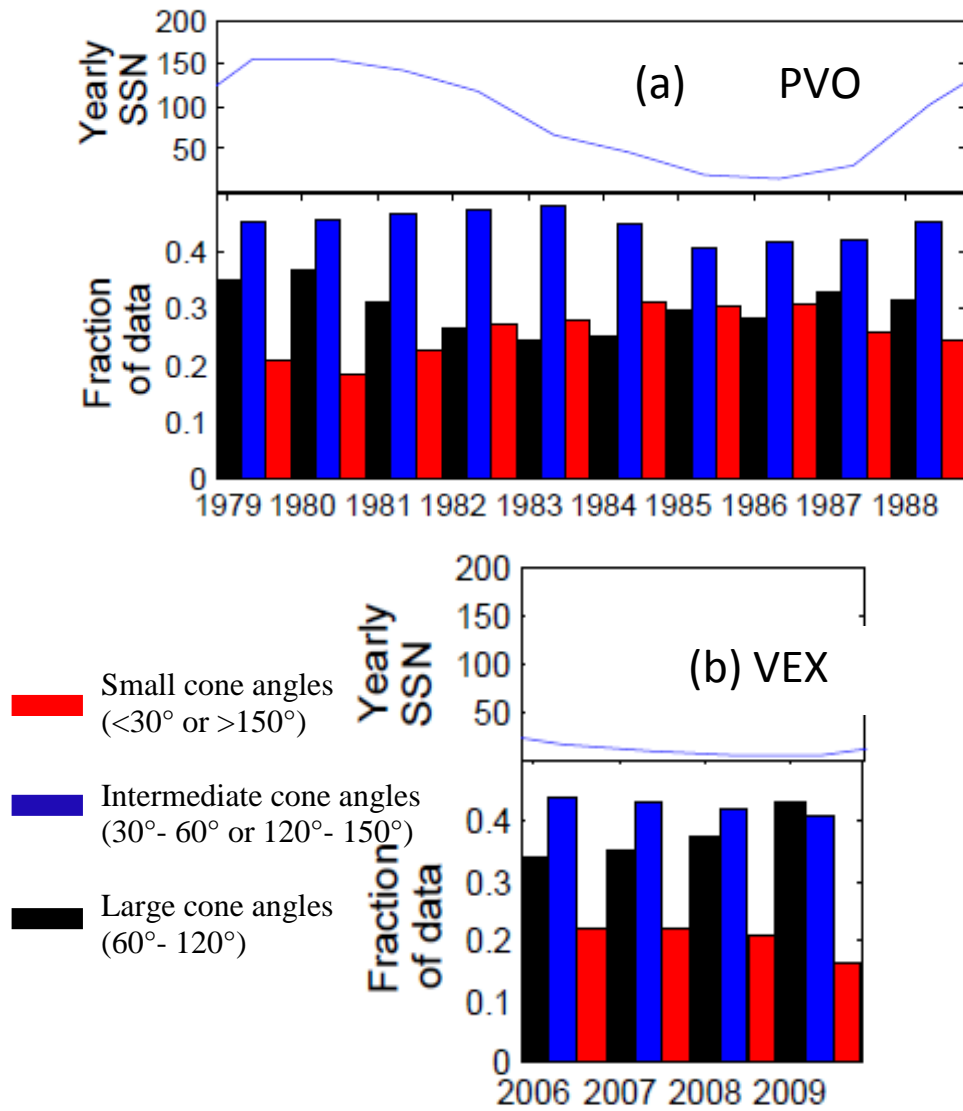 200
150
100
50
Yearly
SSN
(a) PVO
0.4
0.3
0.2
0.1
0
Fraction
of data
1979 1980 1981 1982 1983 1984 1985 1986 1987 1988
200
150
100
50
Yearly
SSN
(b) VEX
Small cone angles
(<30° or >150°)
Intermediate cone angles
(30°- 60° or 120°- 150°)
Large cone angles
(60°- 120°)
0.4
0.3
0.2
0.1
0
Fraction
of data
2006 2007 2008 2009